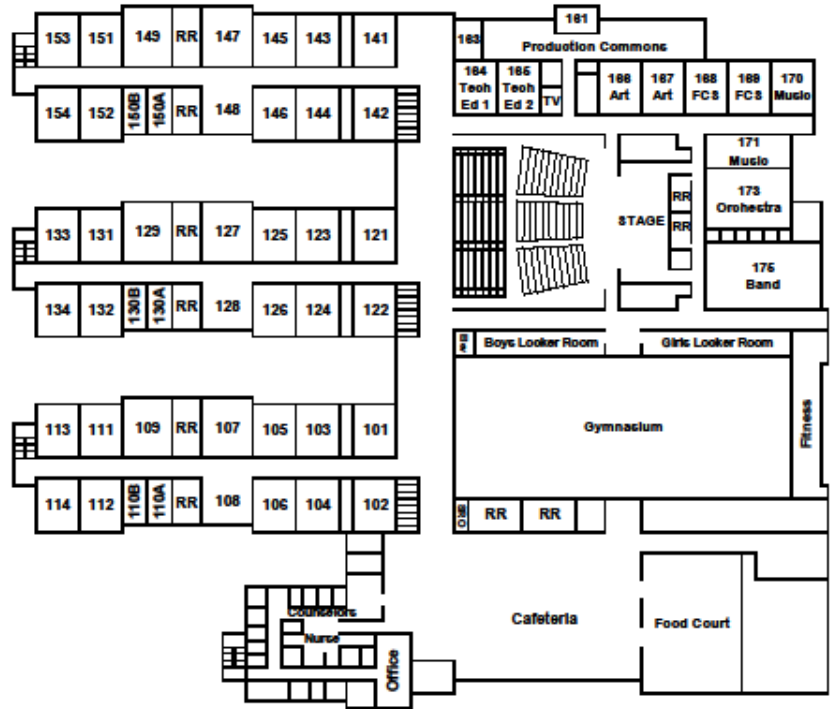 161
153 151 149 RR 147 145 143 141
163
Production Commons
164 Tech Ed 1
165 Tech Ed 2
TV
166 Art
167 Art
168 FCS
169 FCS
170 Music
154 152 150B 150A RR 148 146 144 142
171 Music
173 Orchestra
RR
STAGE
RR
133 131 129 RR 127 125 123 121
175 Band
134 132 130B 130A RR 128 126 124 122
Boys Locker Room
Girls Locker Room
113 111 109 RR 107 105 103 101
Gymnasium
Fitness
114 112 110B 110A RR 108 106 104 102
SRO
RR
RR
Counselors
Nurse
Office
Cafeteria
Food Court